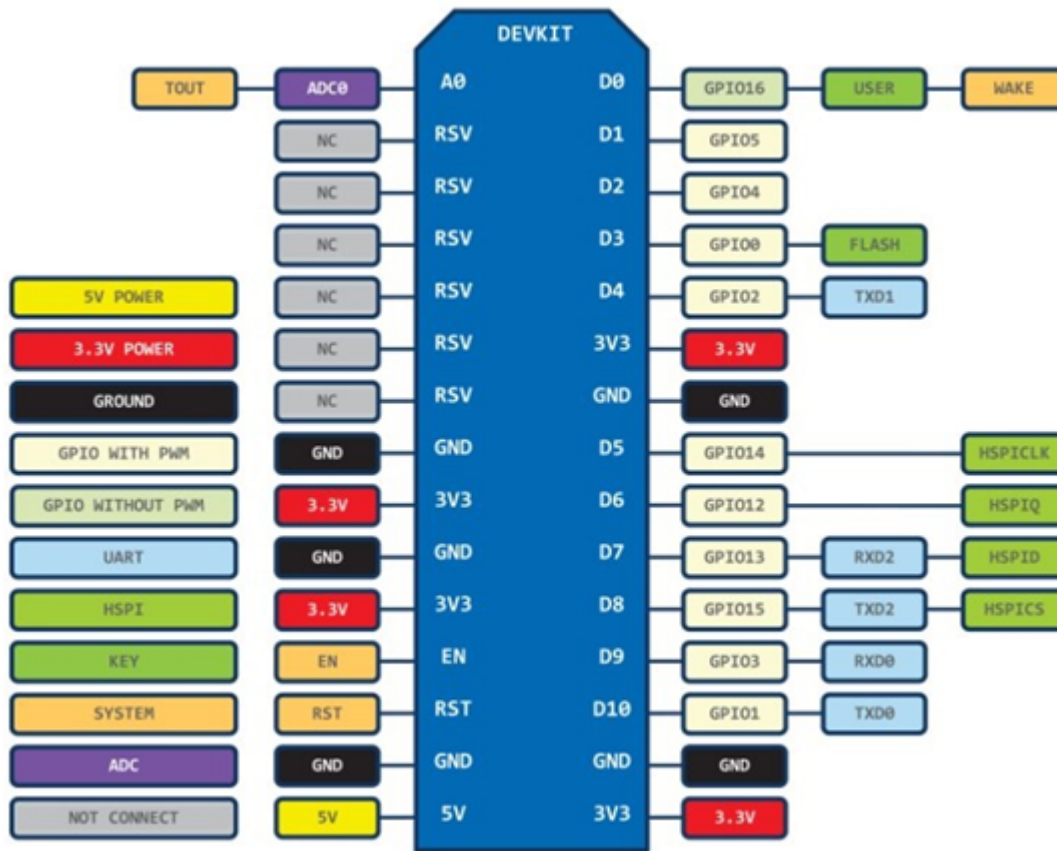 DEVKIT
TOUT ADC0 A0 D0 GPIO16 USER WAKE
NC RSV D1 GPIO5
NC RSV D2 GPIO4
NC RSV D3 GPIO0 FLASH
5V POWER NC RSV D4 GPIO2 TXD1
3.3V POWER NC RSV 3V3 3.3V
GROUND NC RSV GND GND
GPIO WITH PWM GND GND D5 GPIO14 HSPICLK
GPIO WITHOUT PWM 3.3V 3V3 D6 GPIO12 HSPIQ
UART GND GND D7 GPIO13 RXD2 HSPID
HSPI 3.3V 3V3 D8 GPIO15 TXD2 HSPICS
KEY EN EN D9 GPIO3 RXD0
SYSTEM RST RST D10 GPIO1 TXD0
ADC GND GND GND GND
NOT CONNECT 5V 5V 3V3 3.3V